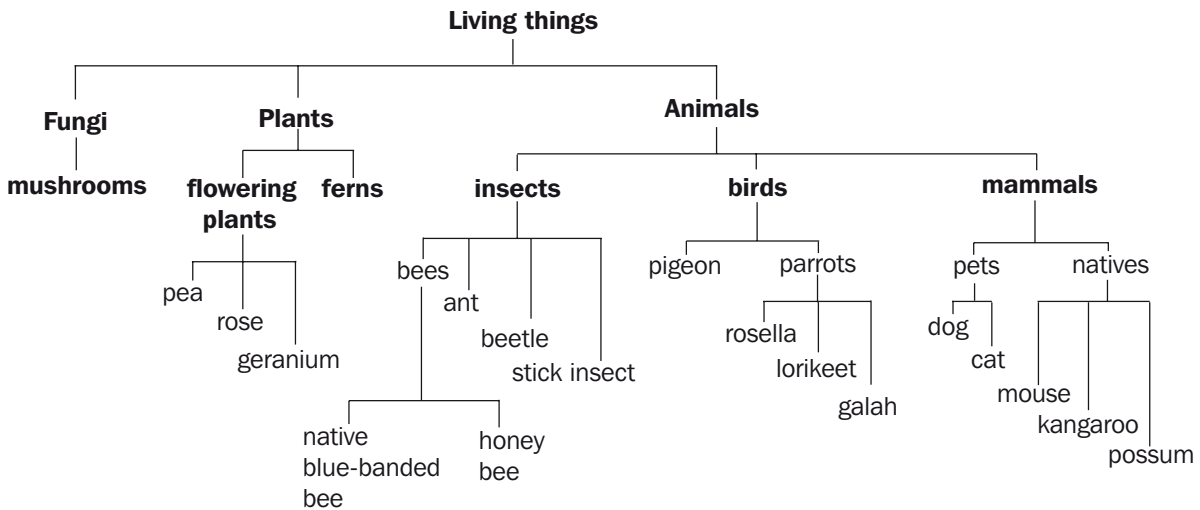 Living things
Fungi
Plants
Animals
mushrooms
flowering
plants
ferns
insects
birds
mammals
pea
rose
geranium
bees
ant
beetle
stick insect
native
blue-banded
bee
honey
bee
pigeon
parrots
rosella
lorikeet
galah
pets
natives
dog
cat
mouse
kangaroo
possum